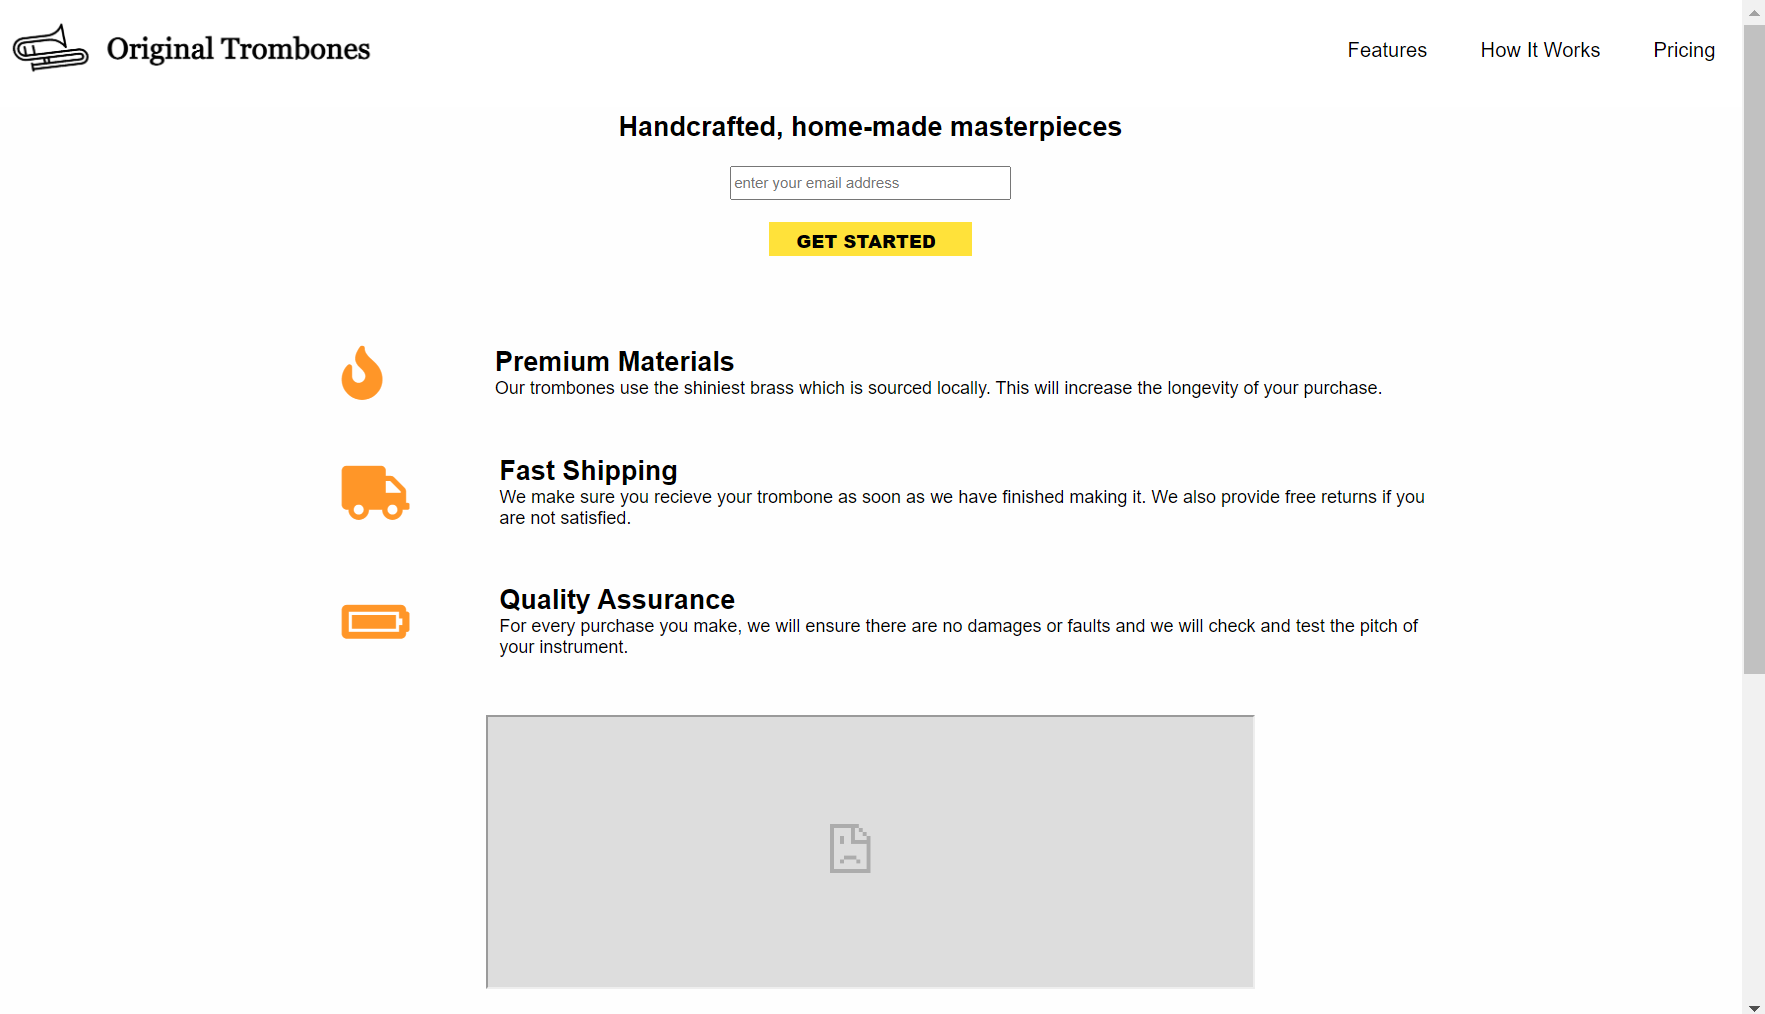 Original Trombones
Features
How It Works
Pricing
Handcrafted, home-made masterpieces
enter your email address
GET STARTED
Premium Materials
Our trombones use the shiniest brass which is sourced locally. This will increase the longevity of your purchase.
Fast Shipping
We make sure you recieve your trombone as soon as we have finished making it. We also provide free returns if you
are not satisfied.
Quality Assurance
For every purchase you make, we will ensure there are no damages or faults and we will check and test the pitch of
your instrument.